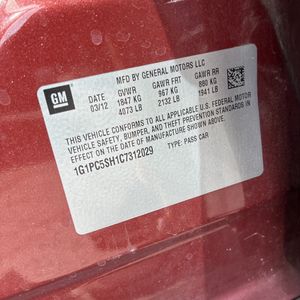 GM
MFD BY GENERAL MOTORS LLC
03/12 GVWR GAWR FRT GAWR RR
1847 KG 967 KG 880 KG
4073 LB 2132 LB 1941 LB
THIS VEHICLE CONFORMS TO ALL APPLICABLE U.S. FEDERAL MOTOR
VEHICLE SAFETY, BUMPER, AND THEFT PREVENTION STANDARDS IN
EFFECT ON THE DATE OF MANUFACTURE SHOWN ABOVE.
1G1PC5SH1C7312029 TYPE: PASS CAR